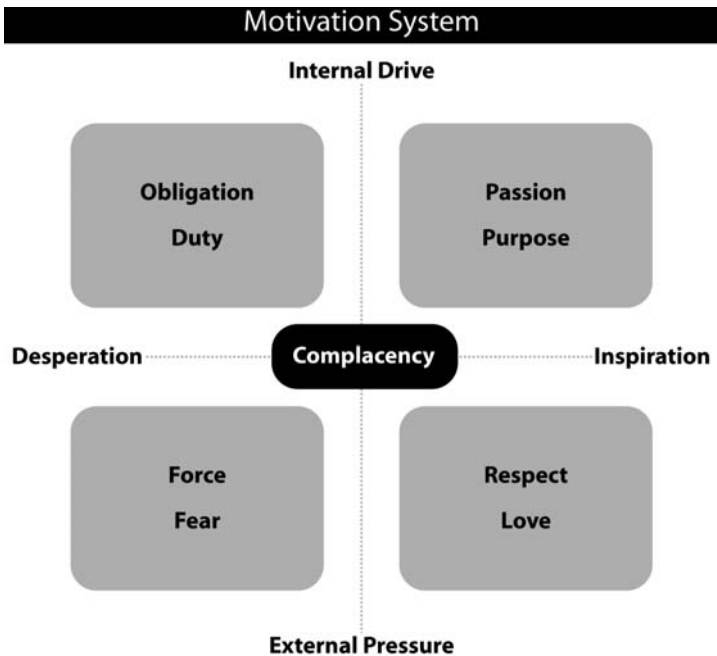 Motivation System
Internal Drive
Obligation
Duty
Passion
Purpose
Desperation
Complacency
Inspiration
Force
Fear
Respect
Love
External Pressure